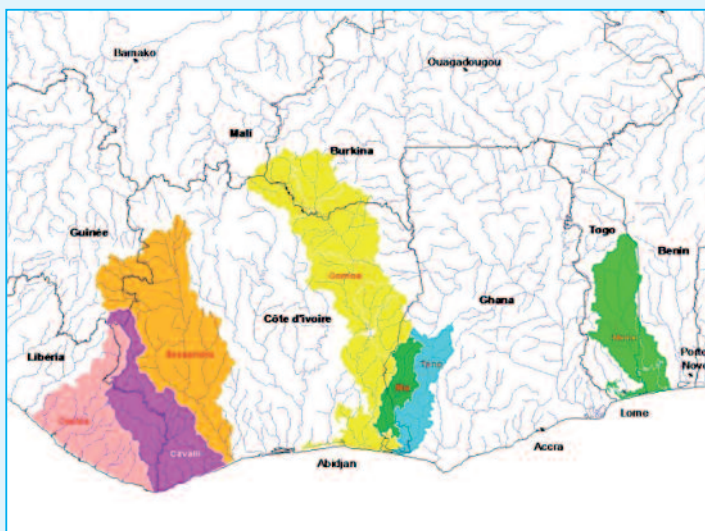 Bamako
Ouagadougou
Mali
Burkina
Guinée
Togo
Benin
Comoe
Ghana
Côte d'ivoire
Mono
Libéria
Sassandra
Tano
Bia
Porto
Novo
Cavally
Lome
Accra
Abidjan